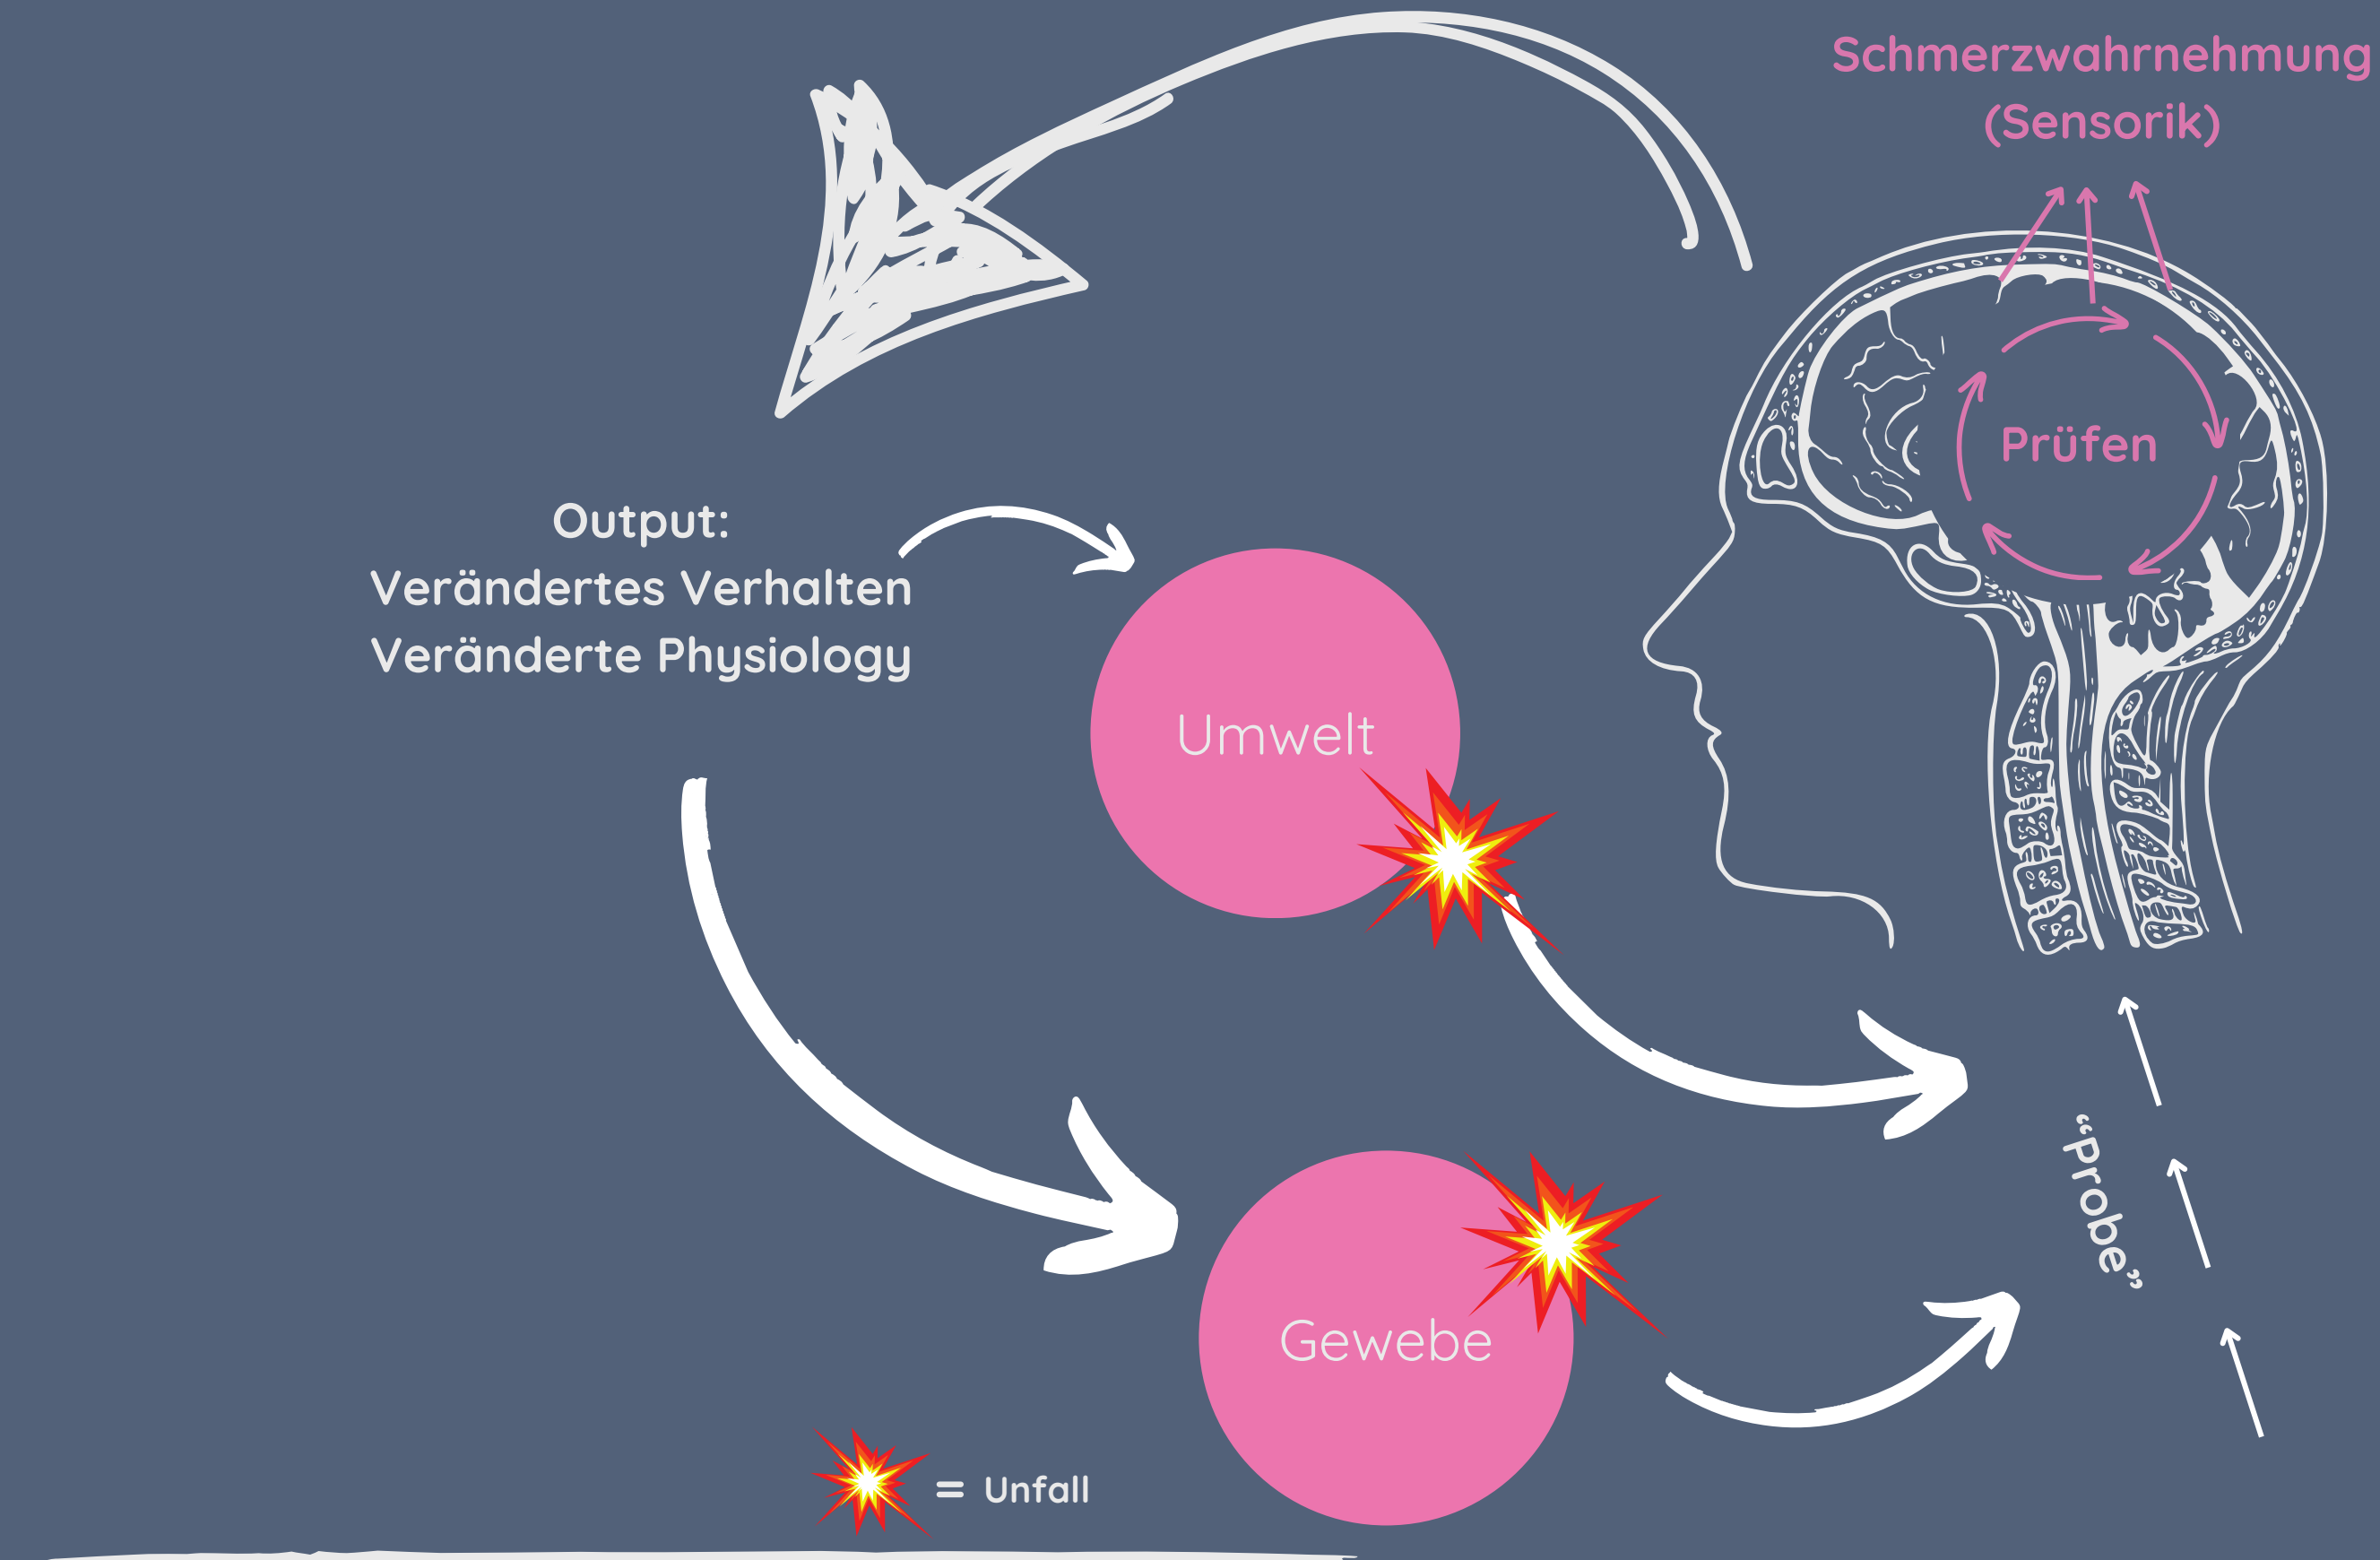 Schmerzwahrnehmung
(Sensorik)
Prüfen
Output:
Verändertes Verhalten
Veränderte Physiology
Umwelt
“Probe”
Gewebe
= Unfall